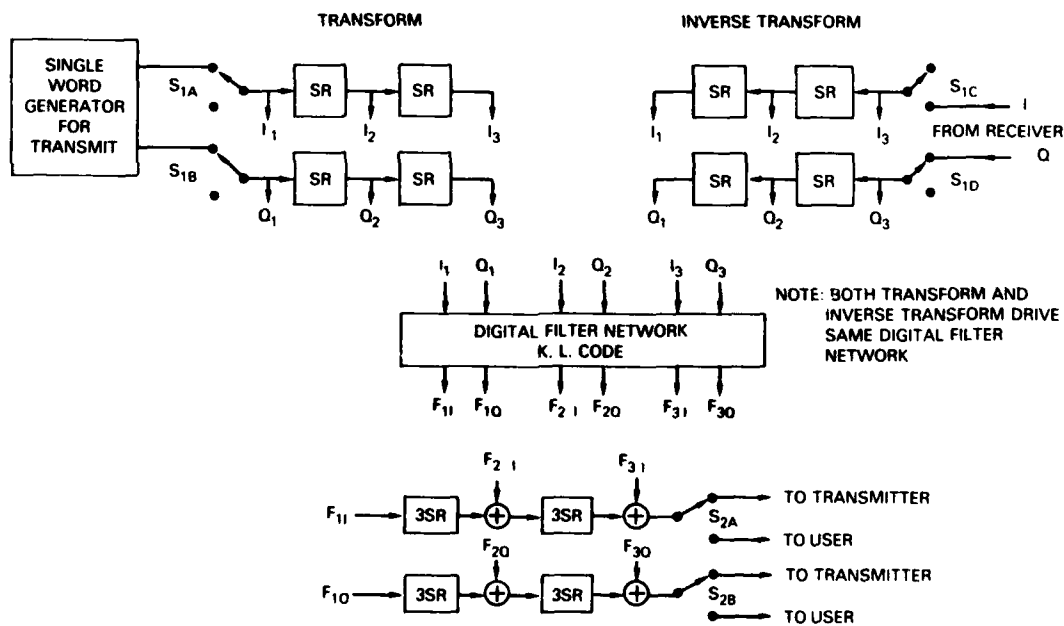 TRANSFORM
INVERSE TRANSFORM
SINGLE
WORD
GENERATOR
FOR
TRANSMIT
S1A
SR
SR
I1
I2
I3
S1B
SR
SR
Q1
Q2
Q3
SR
SR
S1C
I
I1
I2
I3
FROM RECEIVER
Q
SR
SR
S1D
Q1
Q2
Q3
I1 Q1 I2 Q2 I3 Q3
DIGITAL FILTER NETWORK
K. L. CODE
NOTE: BOTH TRANSFORM AND
INVERSE TRANSFORM DRIVE
SAME DIGITAL FILTER
NETWORK
F1I F1Q F2I F2Q F3I F3Q
F2I F3I
F1I 3SR + 3SR + S2A
TO TRANSMITTER
TO USER
F2Q F3Q
F1Q 3SR + 3SR + S2B
TO TRANSMITTER
TO USER